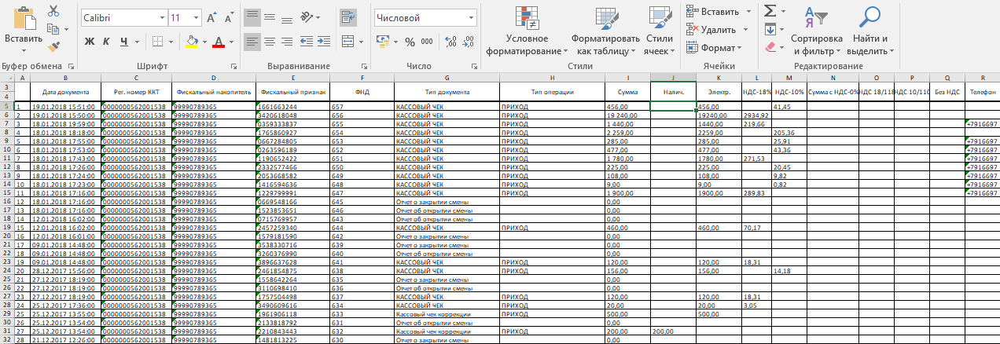 Вставить
Буфер обмена
Calibri 11
Ж К Ч А
Шрифт
Выравнивание
Числовой
% 000
Число
Условное форматирование
Форматировать как таблицу
Стили ячеек
Стили
Вставить
Удалить
Формат
Ячейки
Сортировка и фильтр
Найти и выделить
Редактирование
A B C D E F G H I J K L M N O P Q R
3
4 Дата документа Рег. номер ККТ Фискальный накопитель Фискальный признак ФНД Тип документа Тип операции Сумма Налич. Электр. НДС-18% НДС-10% Сумма с НДС-0% НДС 18/118 НДС 10/110 Без НДС Телефон
5 1 19.01.2018 15:51:00 0000000562001538 99990789365 1661663244 657 КАССОВЫЙ ЧЕК ПРИХОД 456,00 456,00 41,45
6 2 19.01.2018 15:50:00 0000000562001538 99990789365 3420618048 656 КАССОВЫЙ ЧЕК ПРИХОД 19 240,00 19240,00 2934,92
7 3 18.01.2018 19:59:00 0000000562001538 99990789365 0359333837 655 КАССОВЫЙ ЧЕК ПРИХОД 1 440,00 1440,00 219,66 +7916697
8 4 18.01.2018 18:18:00 0000000562001538 99990789365 1765860927 654 КАССОВЫЙ ЧЕК ПРИХОД 2 259,00 2259,00 205,36
9 5 18.01.2018 17:55:00 0000000562001538 99990789365 0667284805 653 КАССОВЫЙ ЧЕК ПРИХОД 285,00 285,00 25,91 +7916697
10 6 18.01.2018 17:53:00 0000000562001538 99990789365 0263596189 652 КАССОВЫЙ ЧЕК ПРИХОД 477,00 477,00 43,36 +7916697
11 7 18.01.2018 17:43:00 0000000562001538 99990789365 1190652422 651 КАССОВЫЙ ЧЕК ПРИХОД 1 780,00 1780,00 271,53 +7916697
12 8 18.01.2018 17:26:00 0000000562001538 99990789365 2332577466 650 КАССОВЫЙ ЧЕК ПРИХОД 225,00 225,00 20,45 +7916697
13 9 18.01.2018 17:24:00 0000000562001538 99990789365 2053668582 649 КАССОВЫЙ ЧЕК ПРИХОД 108,00 108,00 9,82 +7916697
14 10 18.01.2018 17:23:00 0000000562001538 99990789365 1416594636 648 КАССОВЫЙ ЧЕК ПРИХОД 9,00 9,00 0,82 +7916697
15 11 18.01.2018 17:16:00 0000000562001538 99990789365 1229799991 647 КАССОВЫЙ ЧЕК ПРИХОД 1 900,00 1900,00 289,83 +7916697
16 12 18.01.2018 17:16:00 0000000562001538 99990789365 0669548166 645 Отчет о закрытии смены 0,00
17 13 18.01.2018 17:16:00 0000000562001538 99990789365 1523853651 646 Отчет об открытии смены 0,00
18 14 12.01.2018 16:02:00 0000000562001538 99990789365 0715769957 643 Отчет об открытии смены 0,00
19 15 12.01.2018 16:02:00 0000000562001538 99990789365 2457259340 644 КАССОВЫЙ ЧЕК ПРИХОД 460,00 460,00 70,17
20 16 12.01.2018 16:01:00 0000000562001538 99990789365 1579181590 642 Отчет о закрытии смены 0,00
21 17 09.01.2018 14:48:00 0000000562001538 99990789365 3538330716 639 Отчет о закрытии смены 0,00
22 18 09.01.2018 14:48:00 0000000562001538 99990789365 3260376990 640 Отчет об открытии смены 0,00
23 19 09.01.2018 14:48:00 0000000562001538 99990789365 3896637628 641 КАССОВЫЙ ЧЕК ПРИХОД 120,00 120,00 18,31
24 20 28.12.2017 15:56:00 0000000562001538 99990789365 2461854875 638 КАССОВЫЙ ЧЕК ПРИХОД 156,00 156,00 14,18
25 21 27.12.2017 18:19:00 0000000562001538 99990789365 1558642264 635 Отчет о закрытии смены 0,00
26 22 27.12.2017 18:19:00 0000000562001538 99990789365 3110698410 636 Отчет об открытии смены 0,00
27 23 27.12.2017 18:19:00 0000000562001538 99990789365 1757504498 637 КАССОВЫЙ ЧЕК ПРИХОД 120,00 120,00 18,31
28 24 25.12.2017 17:36:00 0000000562001538 99990789365 3490609616 634 КАССОВЫЙ ЧЕК ПРИХОД 20,00 20,00 3,05
29 25 25.12.2017 13:55:00 0000000562001538 99990789365 1961906118 633 Кассовый чек коррекции ПРИХОД 500,00 500,00
30 26 25.12.2017 13:54:00 0000000562001538 99990789365 2133818792 631 Отчет об открытии смены 0,00
31 27 25.12.2017 13:54:00 0000000562001538 99990789365 2210843443 632 Кассовый чек коррекции ПРИХОД 200,00 200,00
32 28 21.12.2017 12:26:00 0000000562001538 99990789365 1481813225 630 Отчет о закрытии смены 0,00